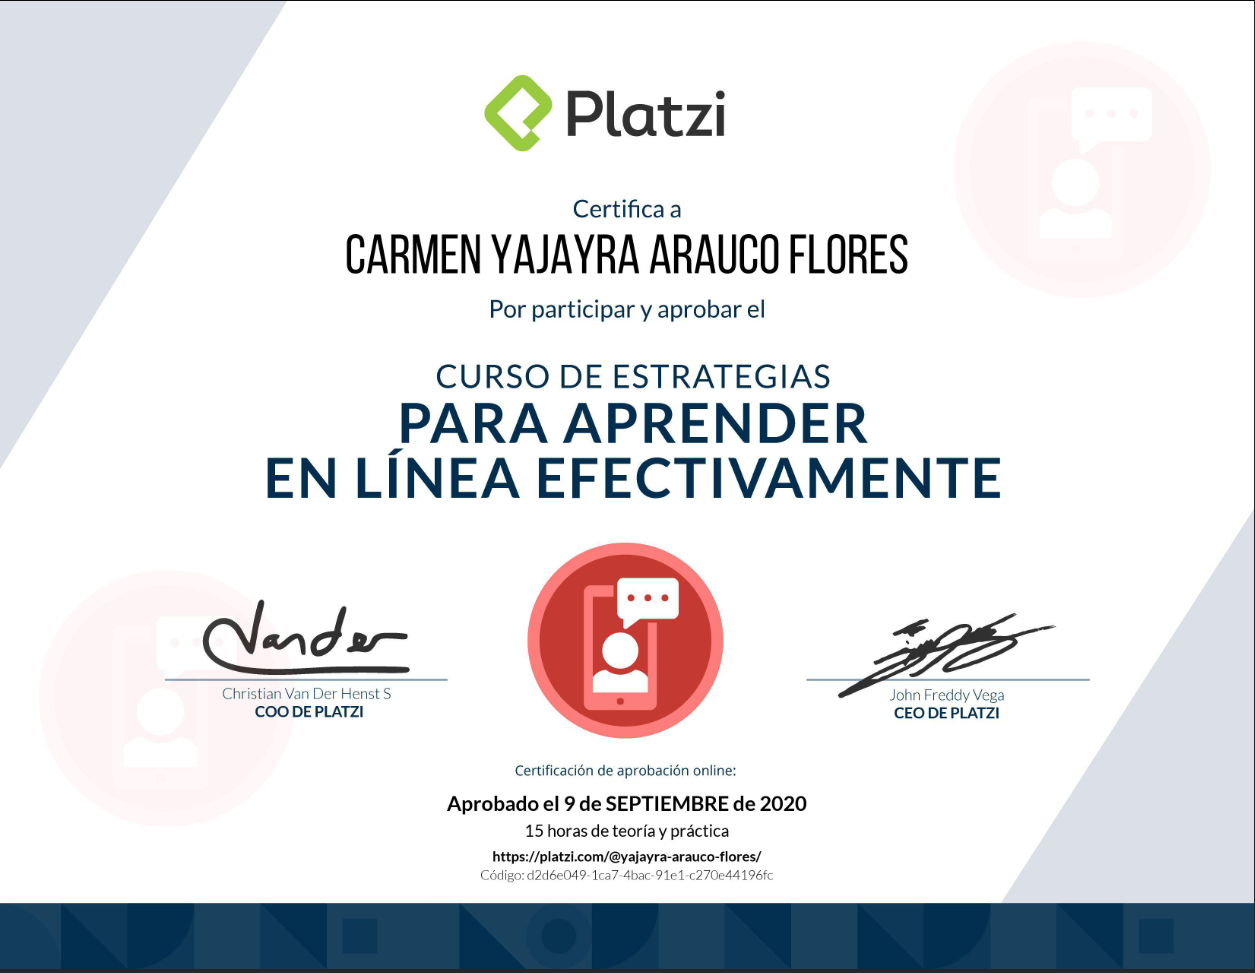 Platzi
Certifica a
CARMEN YAJAYRA ARAUCO FLORES
Por participar y aprobar el
CURSO DE ESTRATEGIAS
PARA APRENDER
EN LÍNEA EFECTIVAMENTE
Vander
Christian Van Der Henst S
COO DE PLATZI
John Freddy Vega
CEO DE PLATZI
Certificación de aprobación online:
Aprobado el 9 de SEPTIEMBRE de 2020
15 horas de teoría y práctica
https://platzi.com/@yajayra-arauco-flores/
Código: d2d6e049-1ca7-4bac-91e1-c270e44196fc